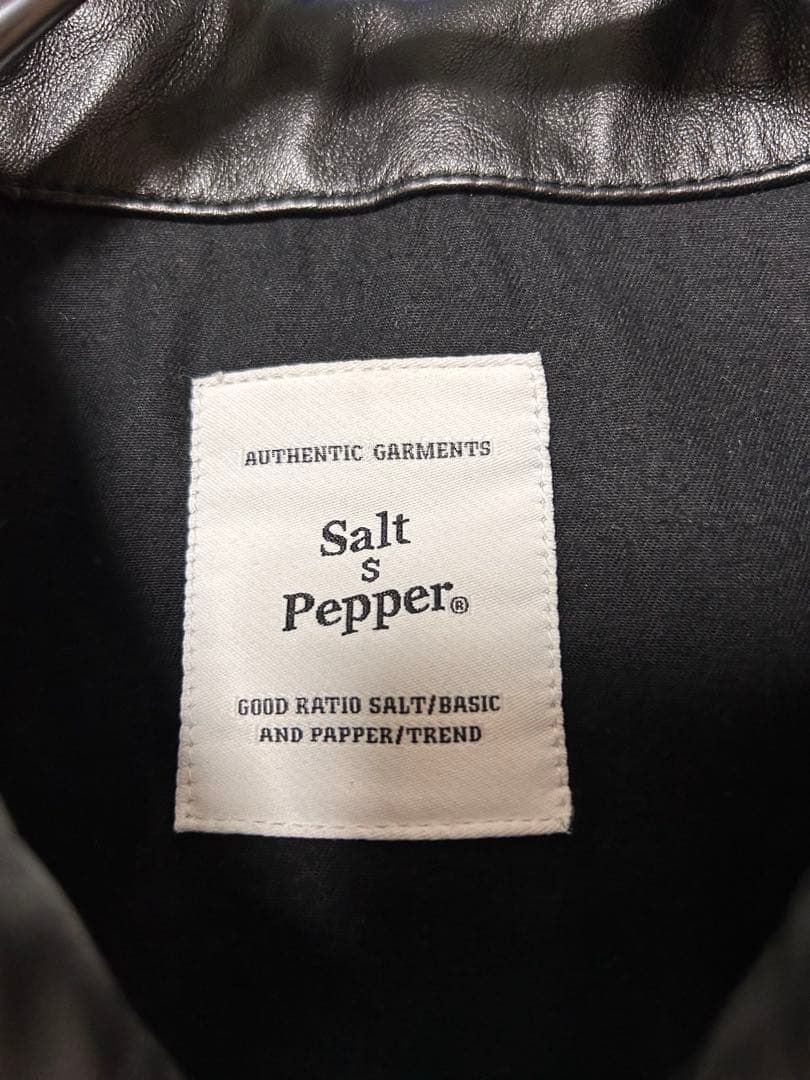 AUTHENTIC GARMENTS
Salt
S
Pepper®
GOOD RATIO SALT/BASIC
AND PAPPER/TREND